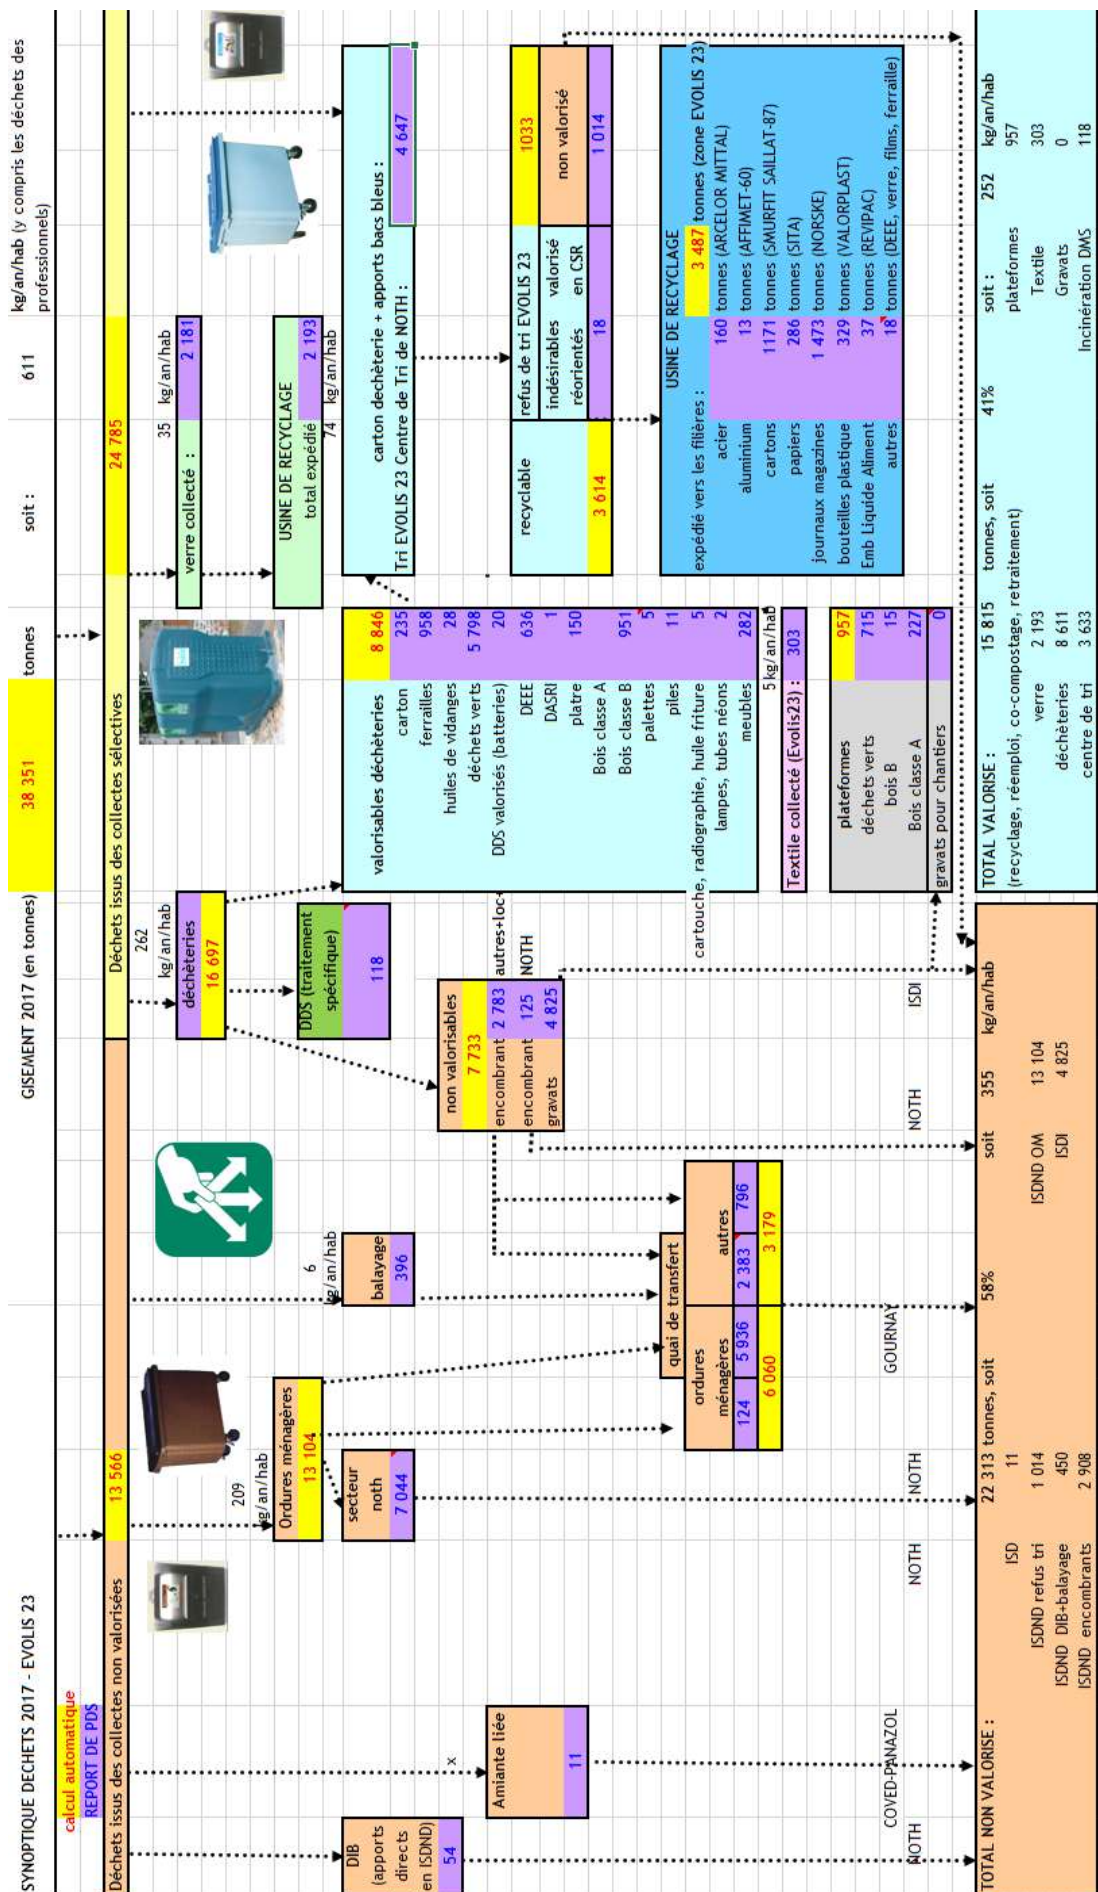 SYNOPTIQUE DECHETS 2017 - EVOLIS 23
GISEMENT 2017 (en tonnes)
38 351
tonnes
soit :
611
kg/an/hab (y compris les déchets des
professionnels)
calcul automatique
REPORT DE PDS
Déchets issus des collectes non valorisées
13 566
Déchets issus des collectes sélectives
24 785
209
kg/an/hab
262
kg/an/hab
déchèteries
16 697
35
kg/an/hab
verre collecté :
2 181
Ordures ménagères
13 104
USINE DE RECYCLAGE
total expédié
2 193
74
kg/an/hab
6
kg/an/hab
DDS (traitement
spécifique)
118
DIB
(apports
directs
en ISDND)
54
secteur
noth
7 044
balayage
396
valorisables déchèteries
8 846
carton
235
ferrailles
958
huiles de vidanges
28
déchets verts
5 798
DDS valorisés (batteries)
20
DEEE
636
DASRI
1
platre
150
Bois classe A
Bois classe B
951
palettes
5
piles
11
cartouche, radiographie, huile friture
5
lampes, tubes néons
2
meubles
282
carton dechèterie + apports bacs bleus :
Tri EVOLIS 23 Centre de Tri de NOTH :
4 647
x
Amiante liée
11
non valorisables
7 733
encombrant
2 783
autres+loc+
encombrant
125
NOTH
gravats
4 825
recyclable
3 614
refus de tri EVOLIS 23
1033
indésirables
réorientés
valorisé
en CSR
non valorisé
18
1 014
quai de transfert
ordures
ménagères
autres
124
5 936
2 383
796
6 060
3 179
USINE DE RECYCLAGE
expédié vers les filières :
3 487
tonnes (zone EVOLIS 23)
acier
160
tonnes (ARCELOR MITTAL)
aluminium
13
tonnes (AFFIMET-60)
cartons
1171
tonnes (SMURFIT SAILLAT-87)
papiers
286
tonnes (SITA)
journaux magazines
1 473
tonnes (NORSKE)
bouteilles plastique
329
tonnes (VALORPLAST)
Emb Liquide Aliment
37
tonnes (REVIPAC)
autres
18
tonnes (DEEE, verre, films, ferraille)
5 kg/an/hab
Textile collecté (Evolis23) :
303
plateformes
957
déchets verts
715
bois B
15
Bois classe A
227
gravats pour chantiers
0
COVED-PANAZOL
GOURNAY
NOTH
NOTH
NOTH
NOTH
ISDI
TOTAL NON VALORISE :
22 313
tonnes, soit
58%
soit
355
kg/an/hab
ISD
11
ISDND refus tri
1 014
ISDND OM
13 104
ISDND DIB+balayage
450
ISDI
4 825
ISDND encombrants
2 908
TOTAL VALORISE :
15 815
tonnes, soit
41%
soit :
252
kg/an/hab
(recyclage, réemploi, co-compostage, retraitement)
plateformes
957
verre
2 193
Textile
303
déchèteries
8 611
Gravats
0
centre de tri
3 633
Incinération DMS
118